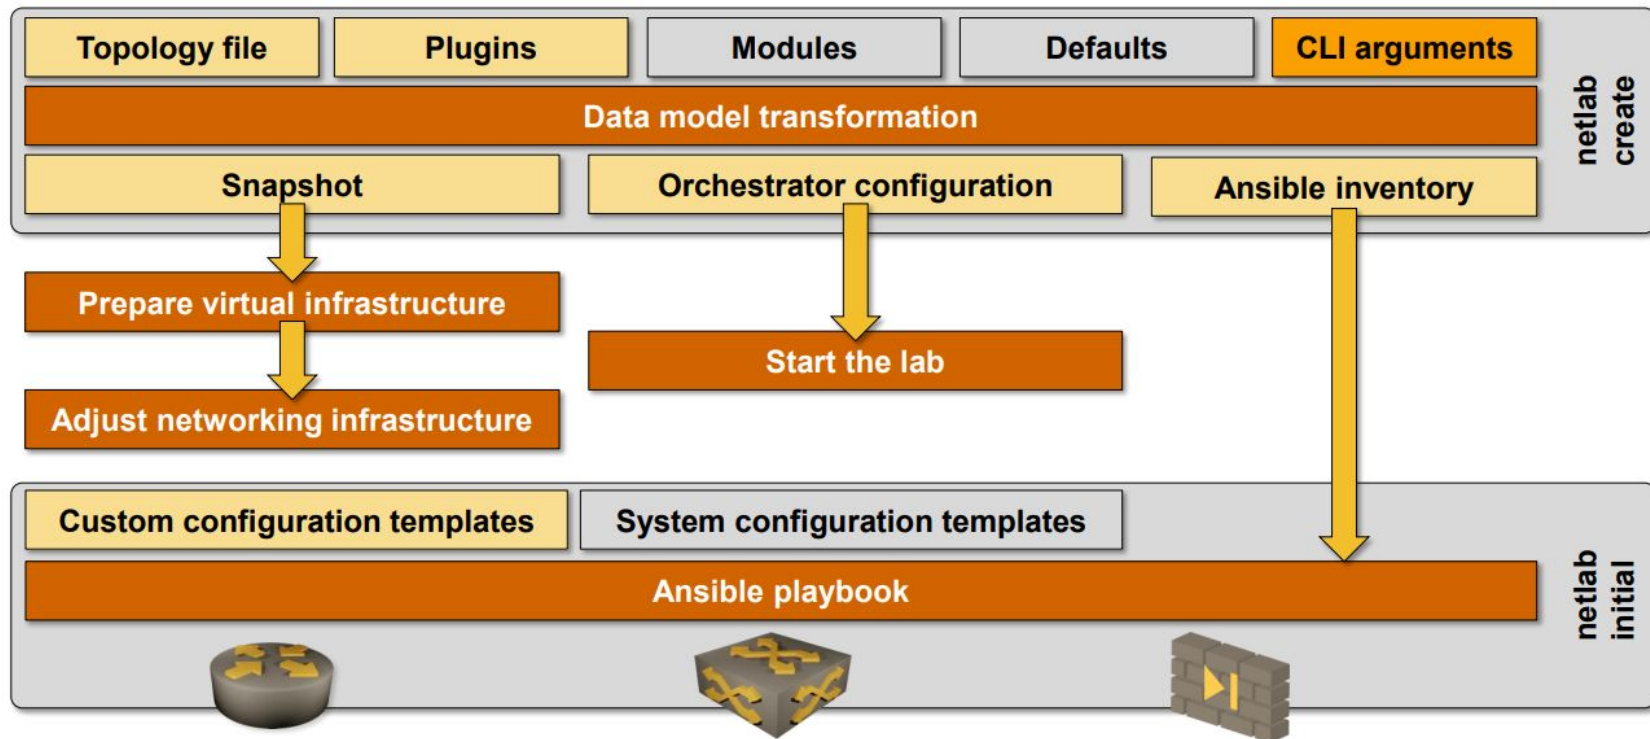 Topology file
Plugins
Modules
Defaults
CLI arguments
Data model transformation
netlab
create
Snapshot
Orchestrator configuration
Ansible inventory
Prepare virtual infrastructure
Start the lab
Adjust networking infrastructure
Custom configuration templates
System configuration templates
Ansible playbook
netlab
initial